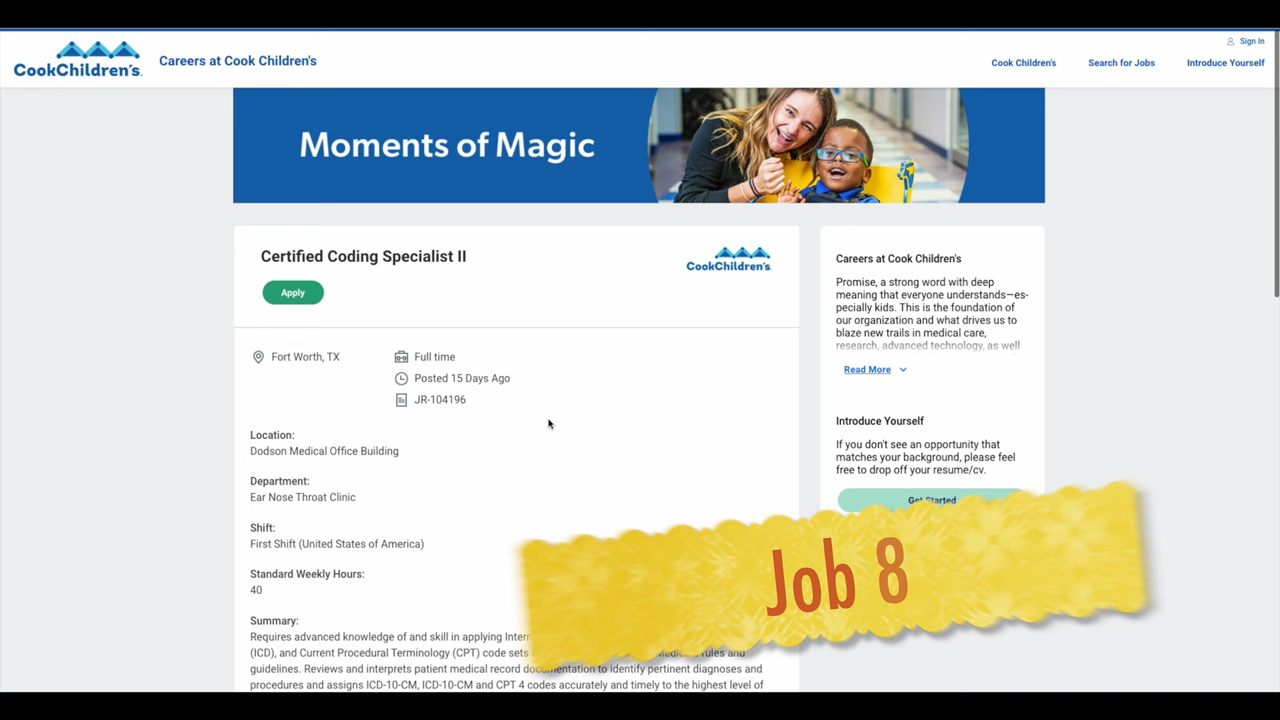 Sign In
CookChildren's.
Careers at Cook Children's
Cook Children's
Search for Jobs
Introduce Yourself
Moments of Magic
Certified Coding Specialist II
CookChildren's.
Apply
Fort Worth, TX
Full time
Posted 15 Days Ago
JR-104196
Location:
Dodson Medical Office Building
Department:
Ear Nose Throat Clinic
Shift:
First Shift (United States of America)
Standard Weekly Hours:
40
Summary:
Requires advanced knowledge of and skill in applying
(ICD), and Current Procedural Terminology (CPT) code sets rules and
guidelines. Reviews and interprets patient medical record documentation to identify pertinent diagnoses and
procedures and assigns ICD-10-CM, ICD-10-CM and CPT 4 codes accurately and timely to the highest level of
Careers at Cook Children's
Promise, a strong word with deep
meaning that everyone understands—es-
pecially kids. This is the foundation of
our organization and what drives us to
blaze new trails in medical care,
research, advanced technology, as well
Read More
Introduce Yourself
If you don't see an opportunity that
matches your background, please feel
free to drop off your resume/cv.
Get Started
Job 8